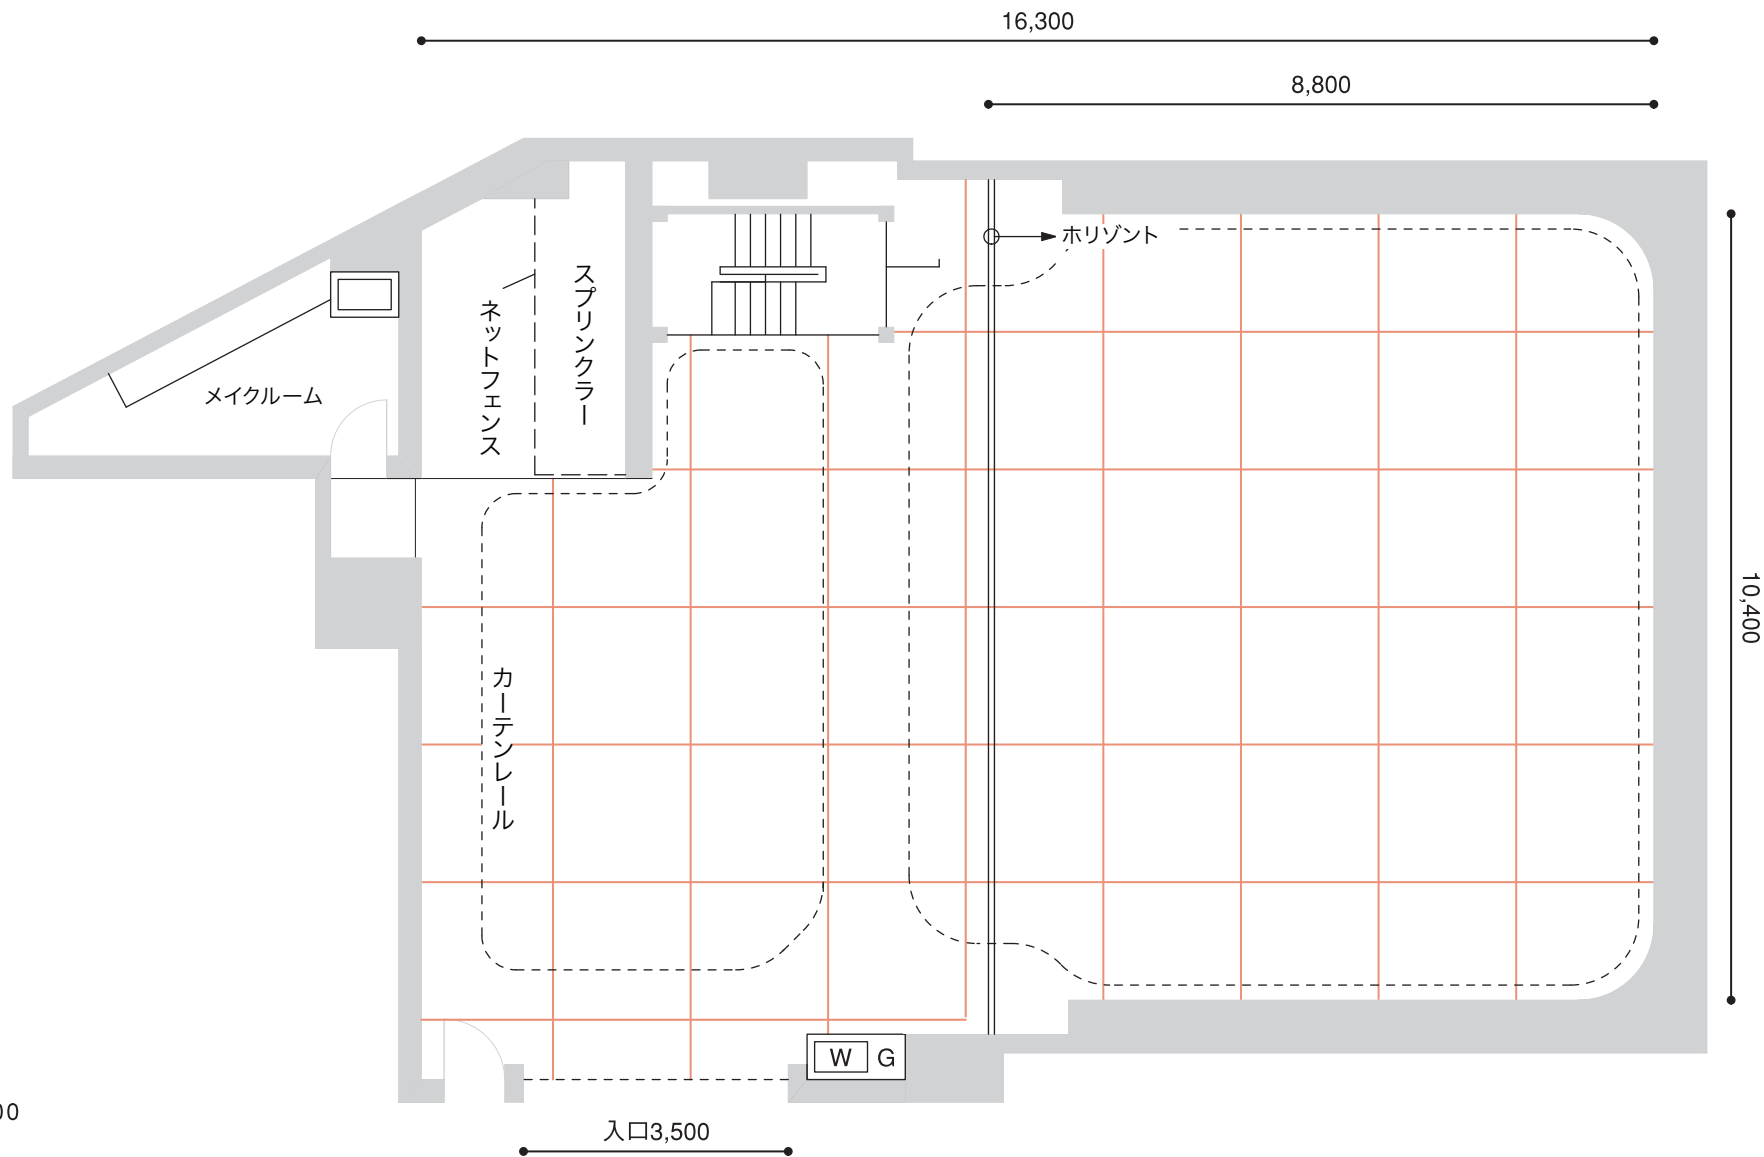 16,300
8,800
ホリゾント
スプリンクラー
ネットフェンス
メイクルーム
10,400
カーテンレール
W G
00
入口3,500